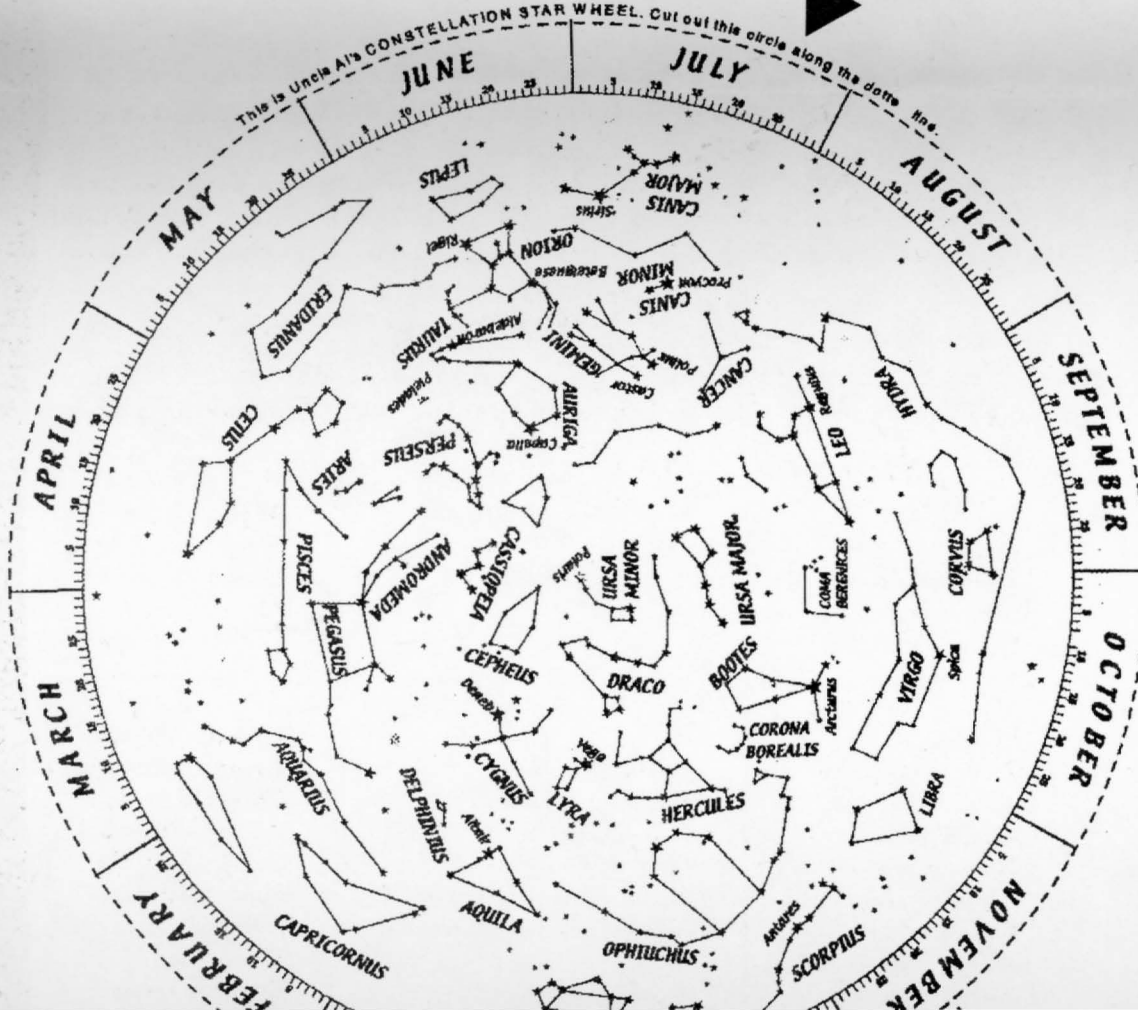 This is Uncle Al's CONSTELLATION STAR WHEEL. Cut out this circle along the dotte line.
JUNE
JULY
MAY
AUGUST
APRIL
SEPTEMBER
MARCH
OCTOBER
FEBRUARY
NOVEMBER
LEPUS
CANIS MAJOR
Sirius
Rigel
ORION
Betelguese
CANIS MINOR
Procyon
ERIDANUS
TAURUS
Aldebaron
GEMINI
Pollux
Castor
CANCER
HYDRA
Pleiades
AURIGA
Capella
Regulus
LEO
CETUS
ARIES
PERSEUS
PISCES
ANDROMEDA
CASSIOPEIA
Polaris
URSA MINOR
URSA MAJOR
COMA BERENICES
CORVUS
PEGASUS
CEPHEUS
DRACO
BOOTES
Arcturus
VIRGO
Spica
Deneb
CYGNUS
Vega
LYRA
HERCULES
CORONA BOREALIS
LIBRA
AQUARIUS
DELPHINIUS
Altair
AQUILA
CAPRICORNUS
OPHIUCHUS
Antares
SCORPIUS